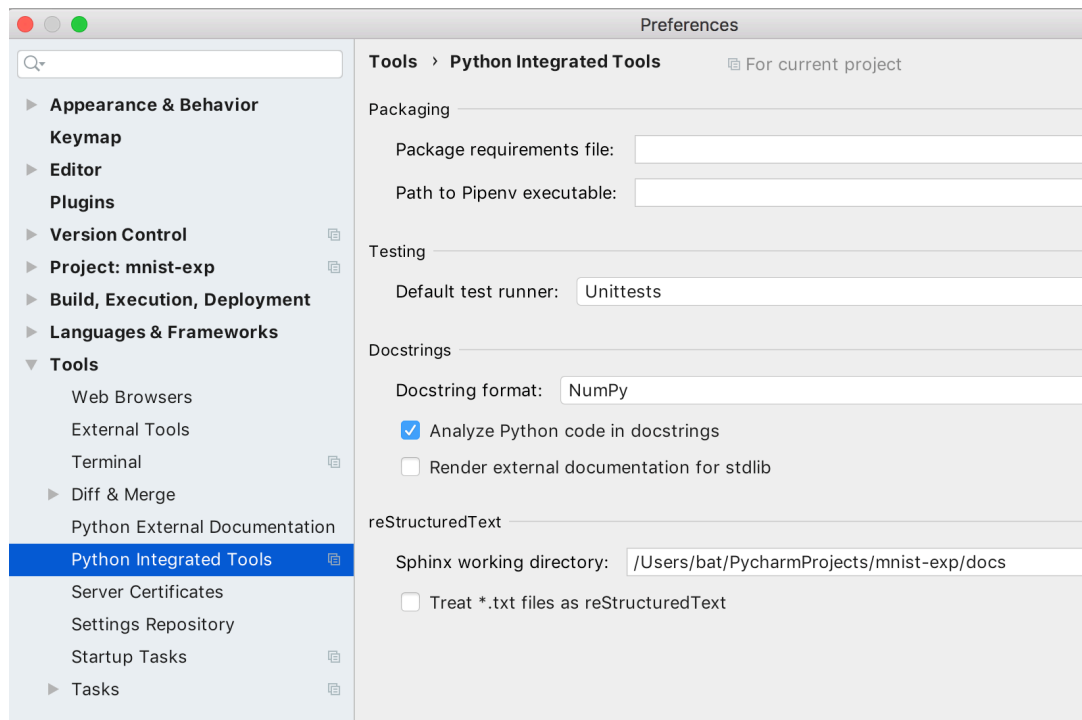 Preferences
Appearance & Behavior
Keymap
Editor
Plugins
Version Control
Project: mnist-exp
Build, Execution, Deployment
Languages & Frameworks
Tools
Web Browsers
External Tools
Terminal
Diff & Merge
Python External Documentation
Python Integrated Tools
Server Certificates
Settings Repository
Startup Tasks
Tasks
Tools › Python Integrated Tools For current project
Packaging
Package requirements file:
Path to Pipenv executable:
Testing
Default test runner: Unittests
Docstrings
Docstring format: NumPy
Analyze Python code in docstrings
Render external documentation for stdlib
reStructuredText
Sphinx working directory: /Users/bat/PycharmProjects/mnist-exp/docs
Treat *.txt files as reStructuredText